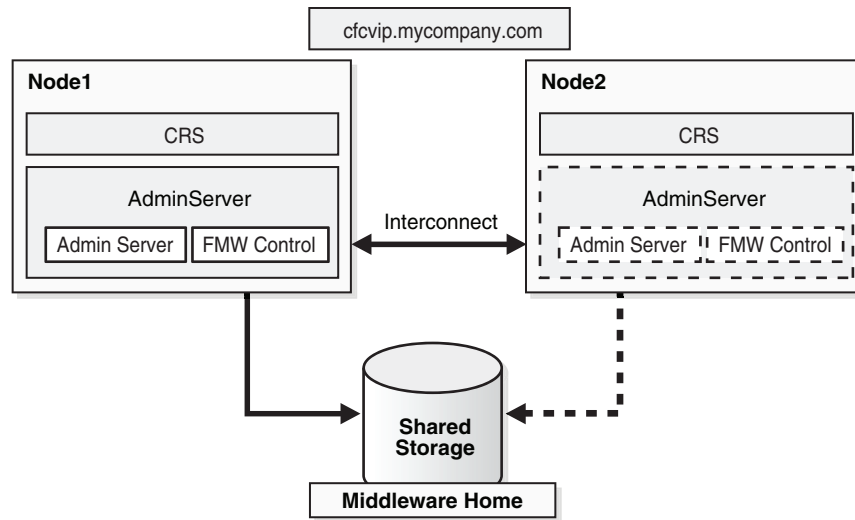 cfcvip.mycompany.com
Node1
CRS
AdminServer
Admin Server
FMW Control
Interconnect
Node2
CRS
AdminServer
Admin Server
FMW Control
Shared
Storage
Middleware Home